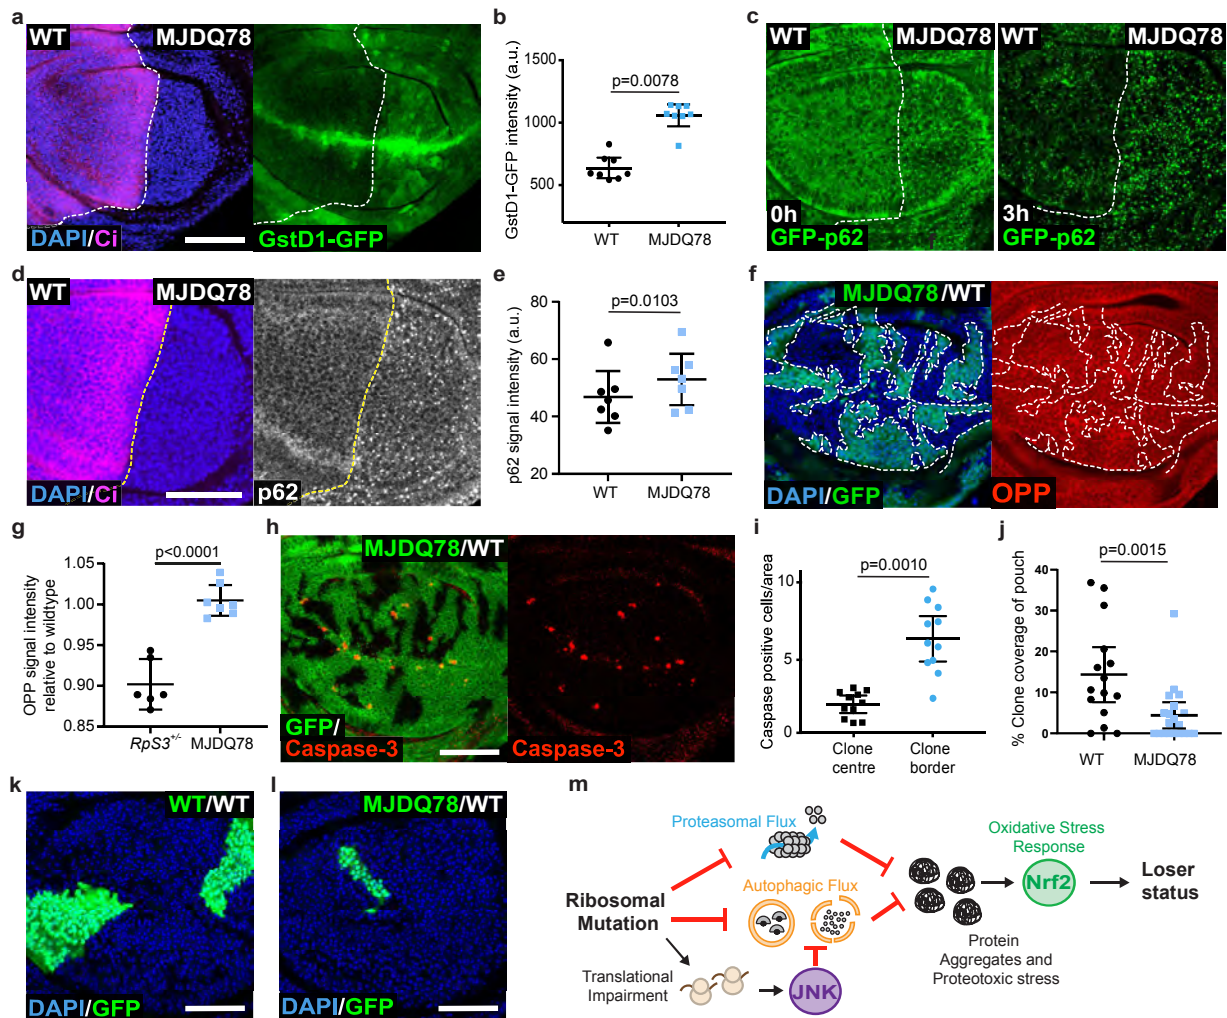 a
WT
MJDQ78
DAPI/Ci
GstD1-GFP
b
GstD1-GFP intensity (a.u.)
1500
1000
500
p=0.0078
WT
MJDQ78
c
WT
MJDQ78
0h
GFP-p62
WT
MJDQ78
3h
GFP-p62
d
WT
MJDQ78
DAPI/Ci
p62
e
p62 signal intensity (a.u.)
80
60
40
20
p=0.0103
WT
MJDQ78
f
MJDQ78/WT
DAPI/GFP
OPP
g
OPP signal intensity
relative to wildtype
1.05
1.00
0.95
0.90
0.85
p<0.0001
RpS3+/-
MJDQ78
h
MJDQ78/WT
GFP/
Caspase-3
Caspase-3
i
Caspase positive cells/area
10
5
0
p=0.0010
Clone
centre
Clone
border
j
% Clone coverage of pouch
40
30
20
10
0
p=0.0015
WT
MJDQ78
k
WT/WT
DAPI/GFP
l
MJDQ78/WT
DAPI/GFP
m
Proteasomal Flux
Autophagic Flux
Ribosomal
Mutation
Translational
Impairment
JNK
Oxidative Stress
Response
Nrf2
Loser
status
Protein
Aggregates and
Proteotoxic stress